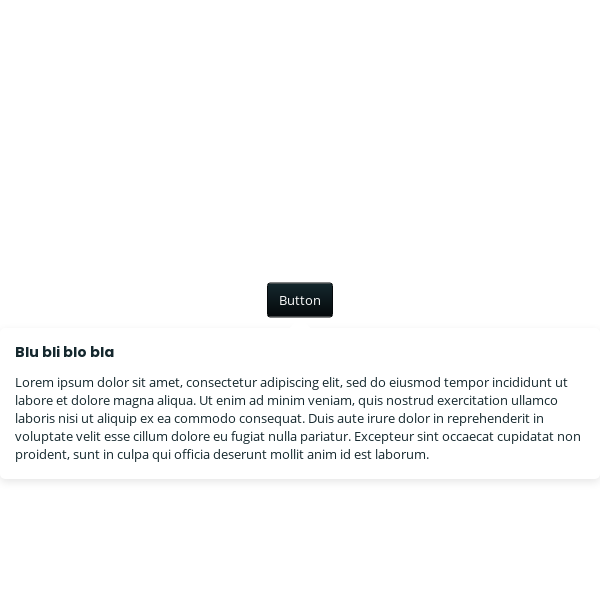 Button
Blu bli blo bla
Lorem ipsum dolor sit amet, consectetur adipiscing elit, sed do eiusmod tempor incididunt ut
labore et dolore magna aliqua. Ut enim ad minim veniam, quis nostrud exercitation ullamco
laboris nisi ut aliquip ex ea commodo consequat. Duis aute irure dolor in reprehenderit in
voluptate velit esse cillum dolore eu fugiat nulla pariatur. Excepteur sint occaecat cupidatat non
proident, sunt in culpa qui officia deserunt mollit anim id est laborum.